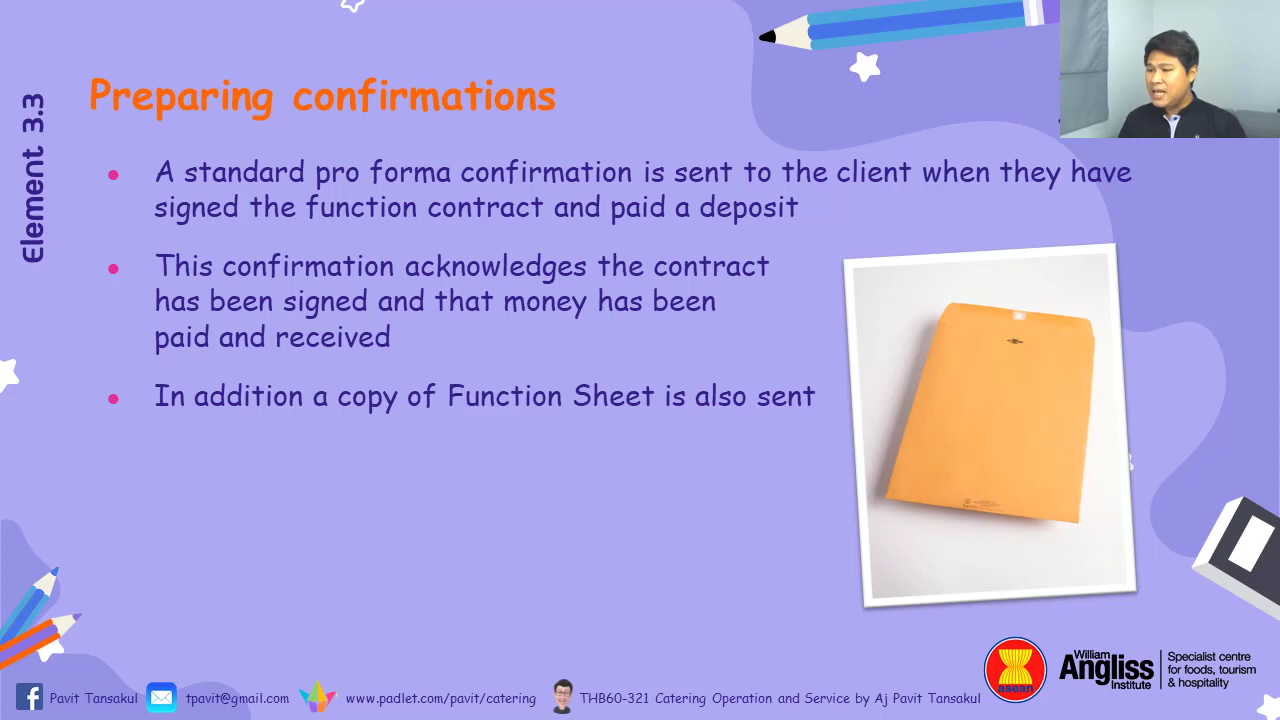 Preparing confirmations
Element 3.3
A standard pro forma confirmation is sent to the client when they have
signed the function contract and paid a deposit
This confirmation acknowledges the contract
has been signed and that money has been
paid and received
In addition a copy of Function Sheet is also sent
Pavit Tansakul
tpavit@gmail.com
www.padlet.com/pavit/catering
THB60-321 Catering Operation and Service by Aj Pavit Tansakul
asean
William
Angliss
Institute
Specialist centre
for foods, tourism
& hospitality